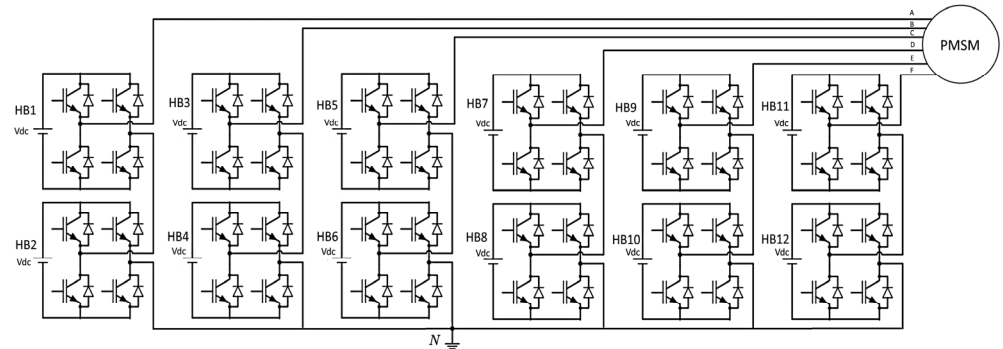 A
B
C
D
E
F
PMSM
HB1
Vdc
HB3
Vdc
HB5
Vdc
HB7
Vdc
HB9
Vdc
HB11
Vdc
HB2
Vdc
HB4
Vdc
HB6
Vdc
HB8
Vdc
HB10
Vdc
HB12
Vdc
N